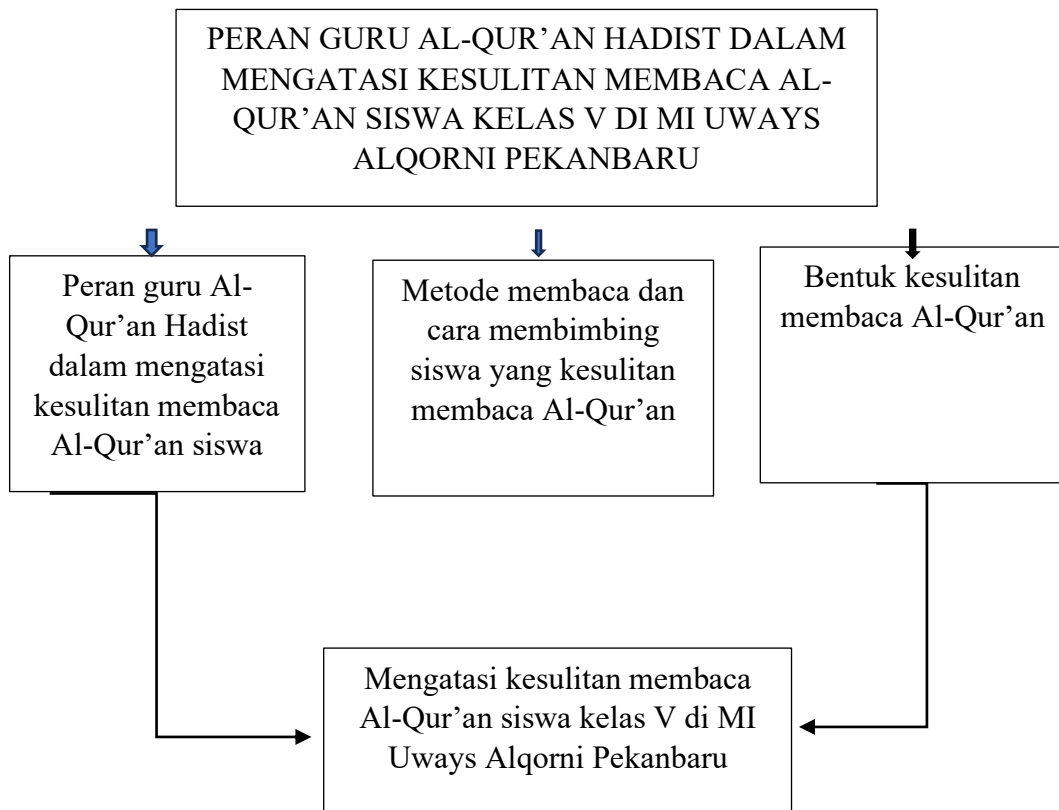 PERAN GURU AL-QUR’AN HADIST DALAM
MENGATASI KESULITAN MEMBACA AL-
QUR’AN SISWA KELAS V DI MI UWAYS
ALQORNI PEKANBARU
Peran guru Al-
Qur’an Hadist
dalam mengatasi
kesulitan membaca
Al-Qur’an siswa
Metode membaca dan
cara membimbing
siswa yang kesulitan
membaca Al-Qur’an
Bentuk kesulitan
membaca Al-Qur’an
Mengatasi kesulitan membaca
Al-Qur’an siswa kelas V di MI
Uways Alqorni Pekanbaru